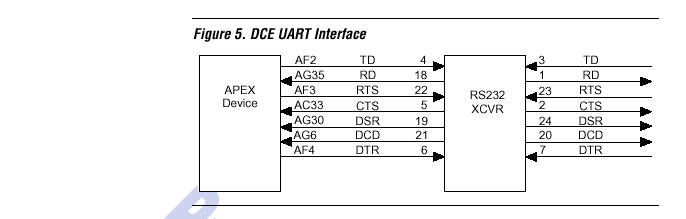 Figure 5. DCE UART Interface
AF2 TD 4 3 TD
AG35 RD 18 1 RD
AF3 RTS 22 23 RTS
APEX
Device
RS232
XCVR
AC33 CTS 5 2 CTS
AG30 DSR 19 24 DSR
AG6 DCD 21 20 DCD
AF4 DTR 6 7 DTR